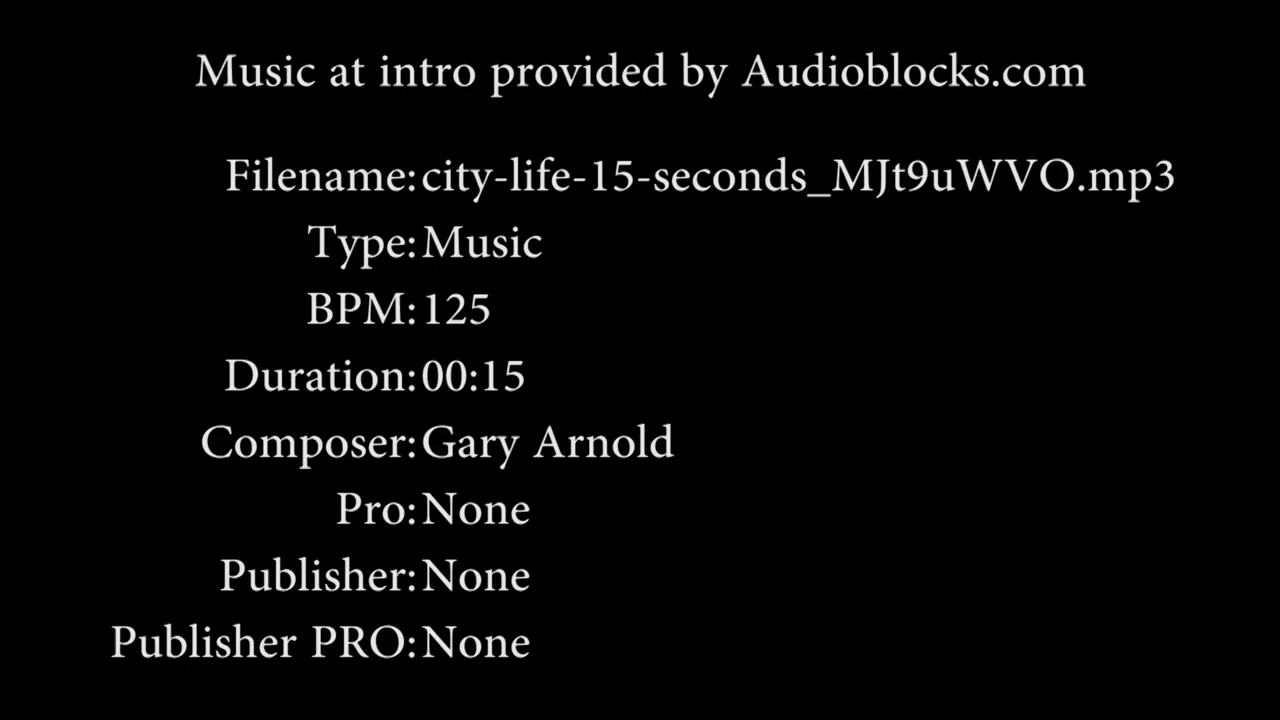 Music at intro provided by Audioblocks.com
Filename: city-life-15-seconds_MJt9uWVO.mp3
Type: Music
BPM: 125
Duration: 00:15
Composer: Gary Arnold
Pro: None
Publisher: None
Publisher PRO: None